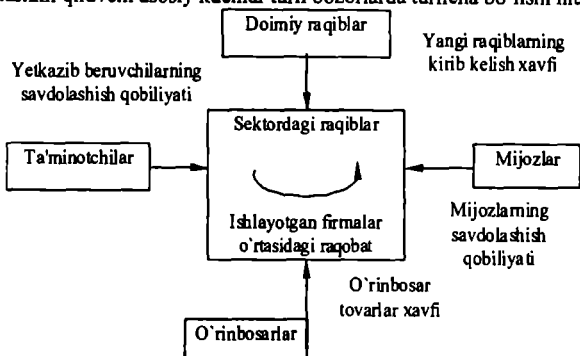 Doimiy raqiblar
Yangi raqiblarning
kirib kelish xavfi
Yetkazib beruvchilarning
savdolashish qobiliyati
Sektordagi raqiblar
Ta'minotchilar
Mijozlar
Ishlayotgan firmalar
o`rtasidagi raqobat
Mijozlarning
savdolashish
qobiliyati
O`rinbosar
tovarlar xavfi
O`rinbosarlar